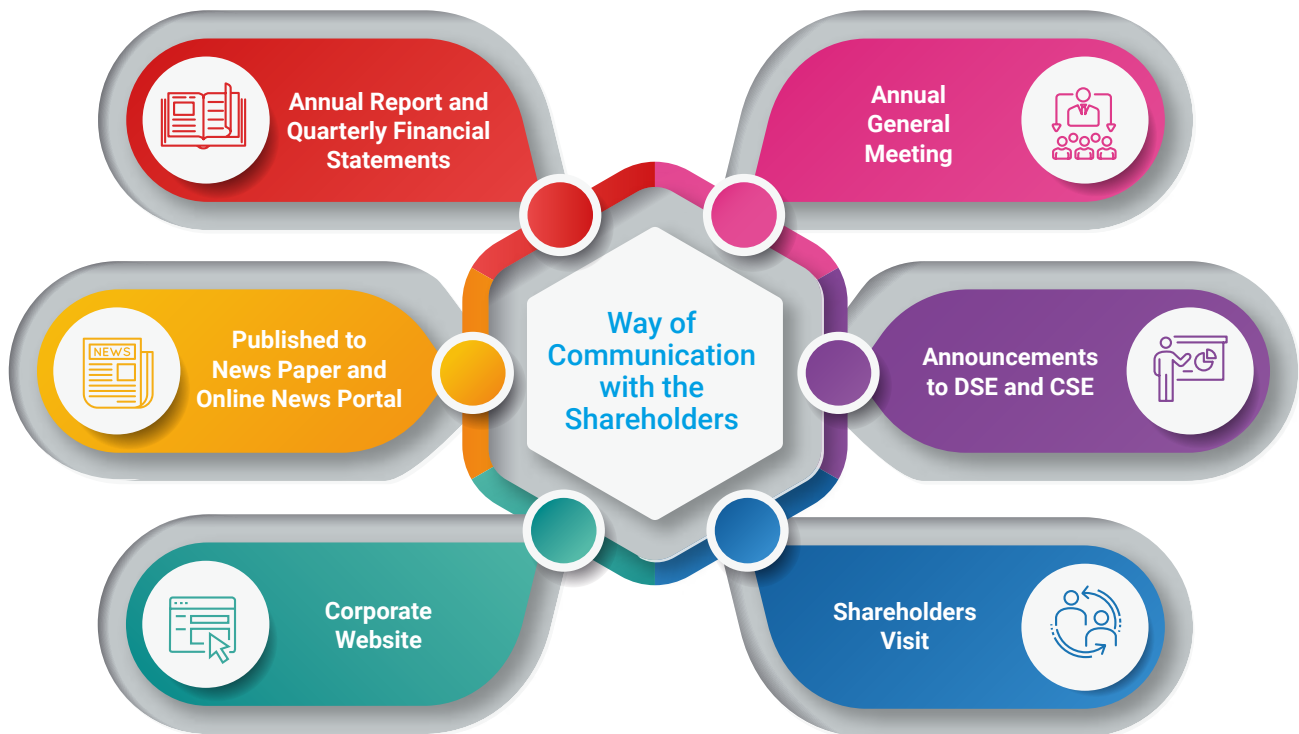 Annual Report and
Quarterly Financial
Statements
Annual
General
Meeting
NEWS
Published to
News Paper and
Online News Portal
Way of
Communication
with the
Shareholders
Announcements
to DSE and CSE
Corporate
Website
Shareholders
Visit